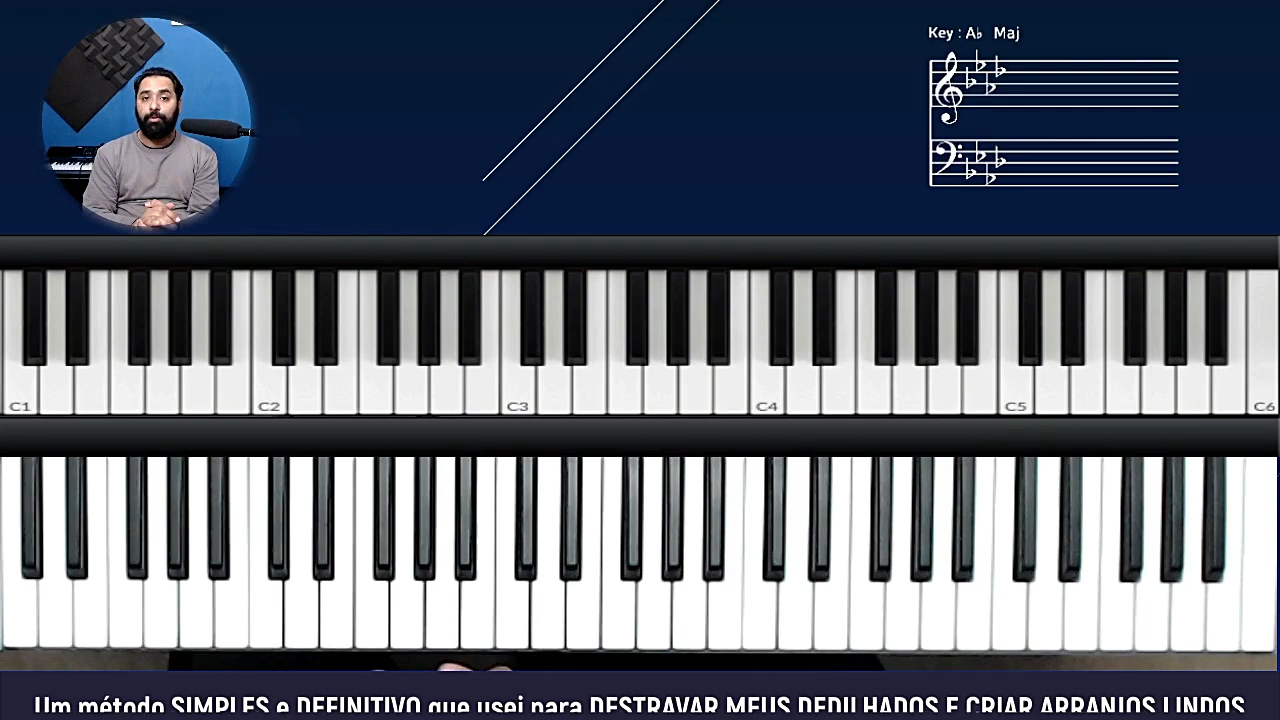 Key : A♭ Maj
C1 C2 C3 C4 C5 C6
Um método SIMPLES e DEFINITIVO que usei para DESTRAVAR MEUS DEDILHADOS E CRIAR ARRANJOS LINDOS